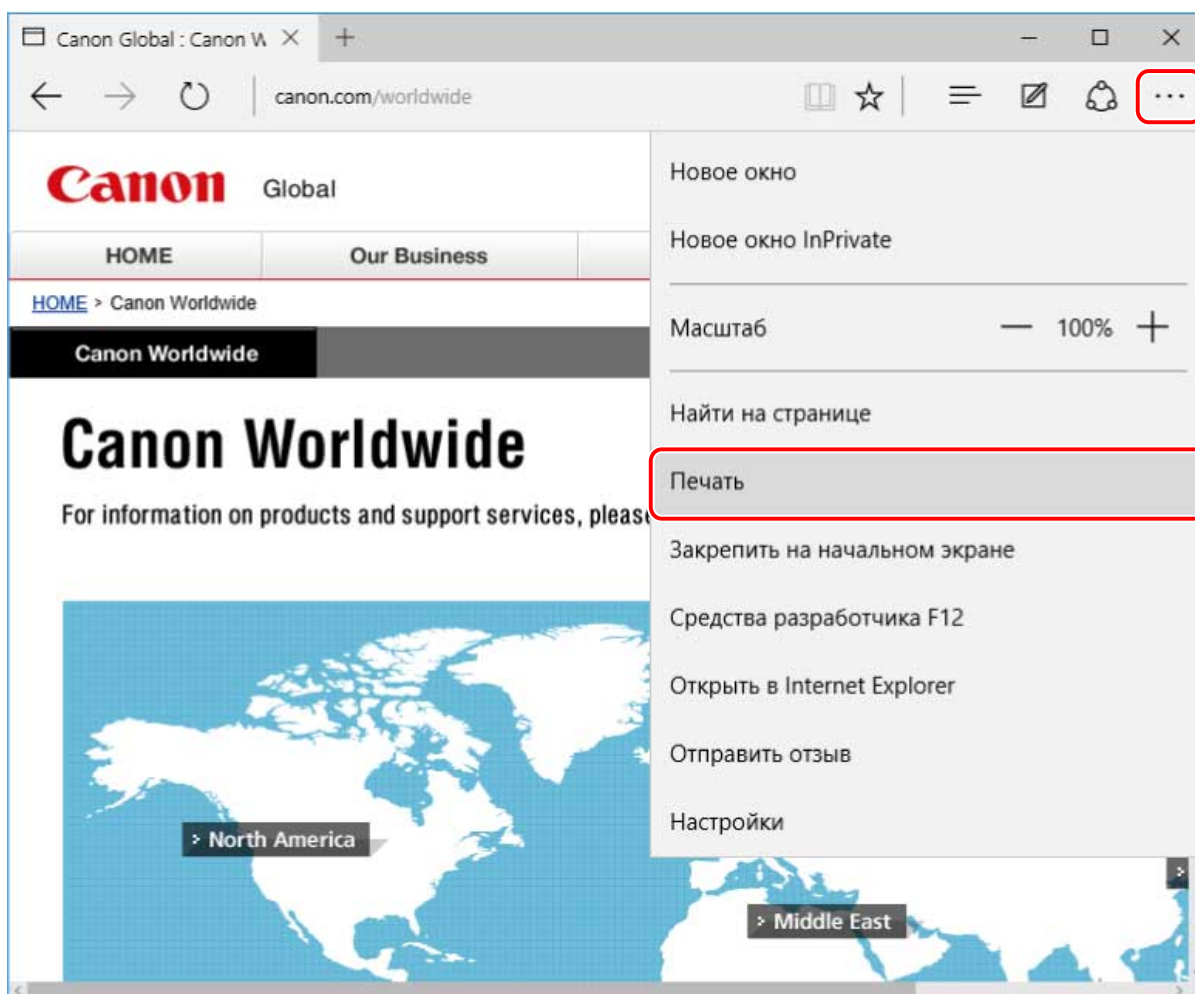 Canon Global : Canon W
canon.com/worldwide
Canon Global
HOME Our Business
HOME > Canon Worldwide
Canon Worldwide
Canon Worldwide
For information on products and support services, please
> North America
> Middle East
Новое окно
Новое окно InPrivate
Масштаб — 100% +
Найти на странице
Печать
Закрепить на начальном экране
Средства разработчика F12
Открыть в Internet Explorer
Отправить отзыв
Настройки